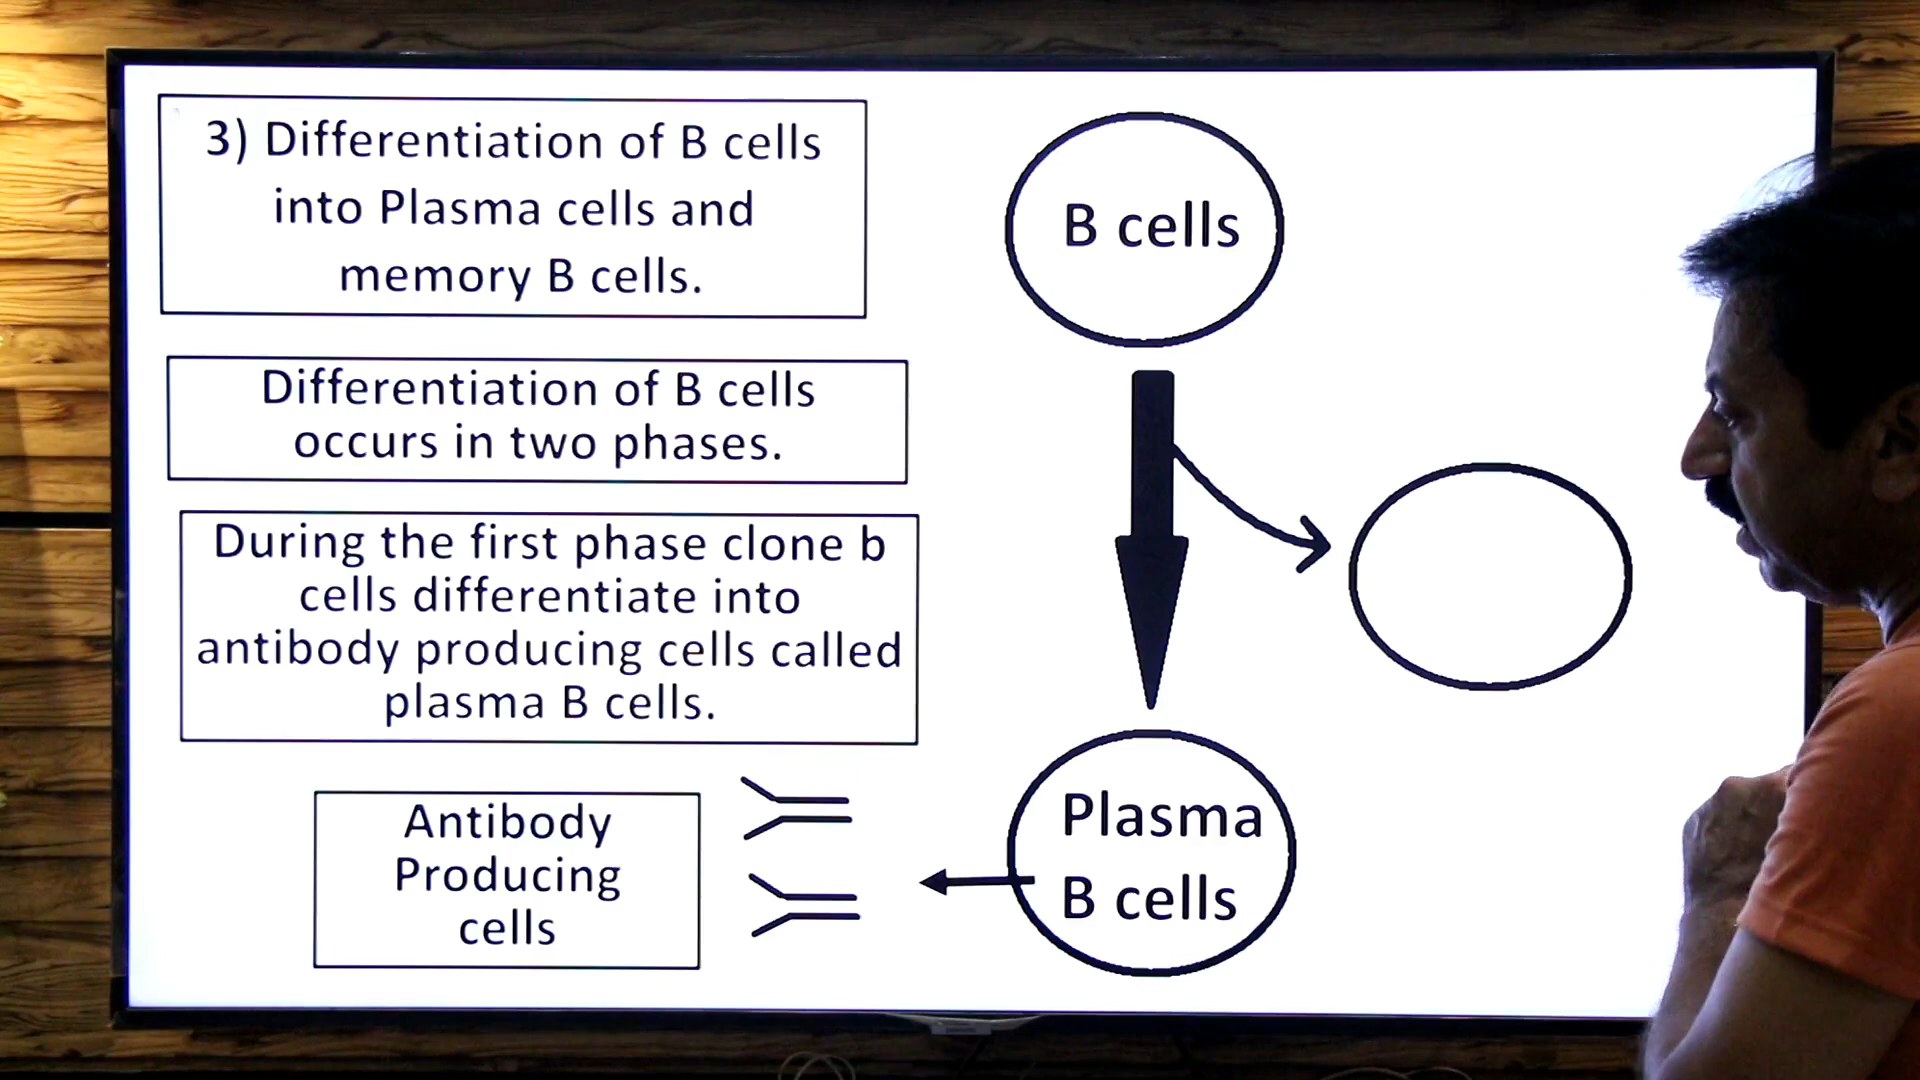 3) Differentiation of B cells
into Plasma cells and
memory B cells.
Differentiation of B cells
occurs in two phases.
During the first phase clone b
cells differentiate into
antibody producing cells called
plasma B cells.
Antibody
Producing
cells
B cells
Plasma
B cells